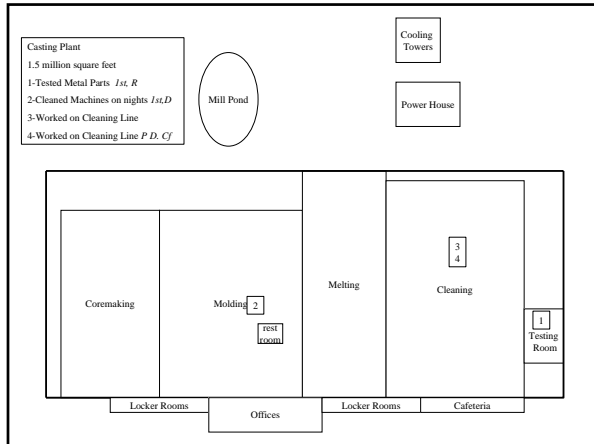 Casting Plant
1.5 million square feet
1-Tested Metal Parts 1st, R
2-Cleaned Machines on nights 1st,D
3-Worked on Cleaning Line
4-Worked on Cleaning Line P D. Cf
Mill Pond
Cooling
Towers
Power House
Coremaking
Molding
2
rest
room
Melting
3
4
Cleaning
1
Testing
Room
Locker Rooms
Offices
Locker Rooms
Cafeteria